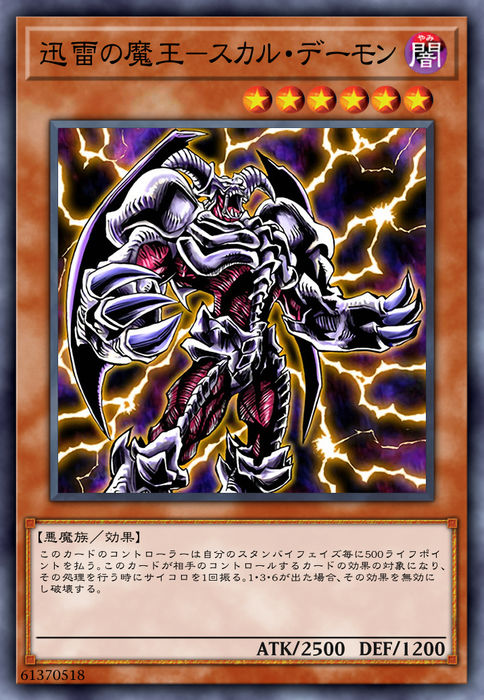 迅雷の魔王－スカル・デーモン
やみ
闇
【悪魔族／効果】
このカードのコントローラーは自分のスタンバイフェイズ毎に500ライフポイ
ントを払う。このカードが相手のコントロールするカードの効果の対象になり、
その処理を行う時にサイコロを1回振る。1・3・6が出た場合、その効果を無効に
し破壊する。
ATK/2500 DEF/1200
61370518